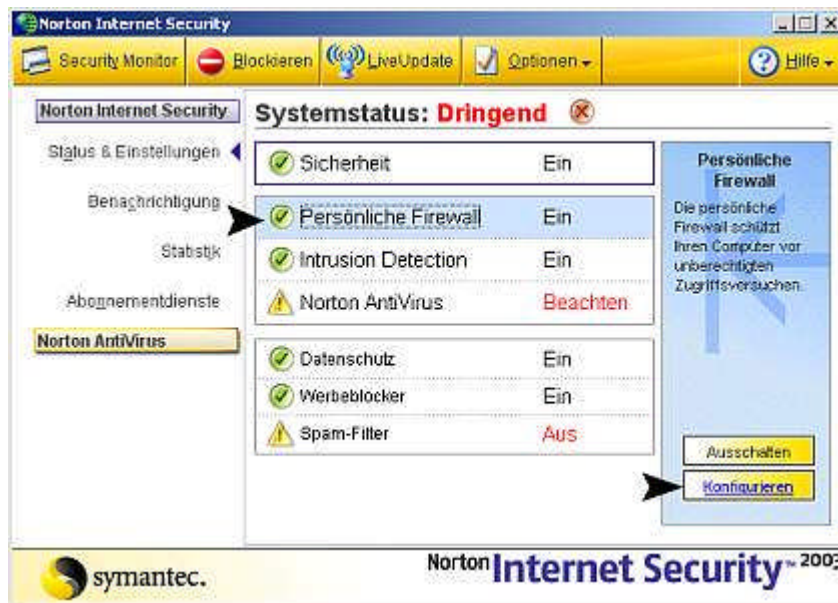 Norton Internet Security
Security Monitor Blockieren LiveUpdate Optionen Hilfe
Norton Internet Security
Status & Einstellungen
Benachrichtigung
Statistik
Abonnementdienste
Norton AntiVirus
Systemstatus: Dringend
Sicherheit Ein
Persönliche Firewall Ein
Intrusion Detection Ein
Norton AntiVirus Beachten
Datenschutz Ein
Werbeblocker Ein
Spam-Filter Aus
Persönliche
Firewall
Die persönliche
Firewall schützt
Ihren Computer vor
unberechtigten
Zugriffsversuchen.
Ausschalten
Konfigurieren
symantec.
Norton Internet Security™ 2003